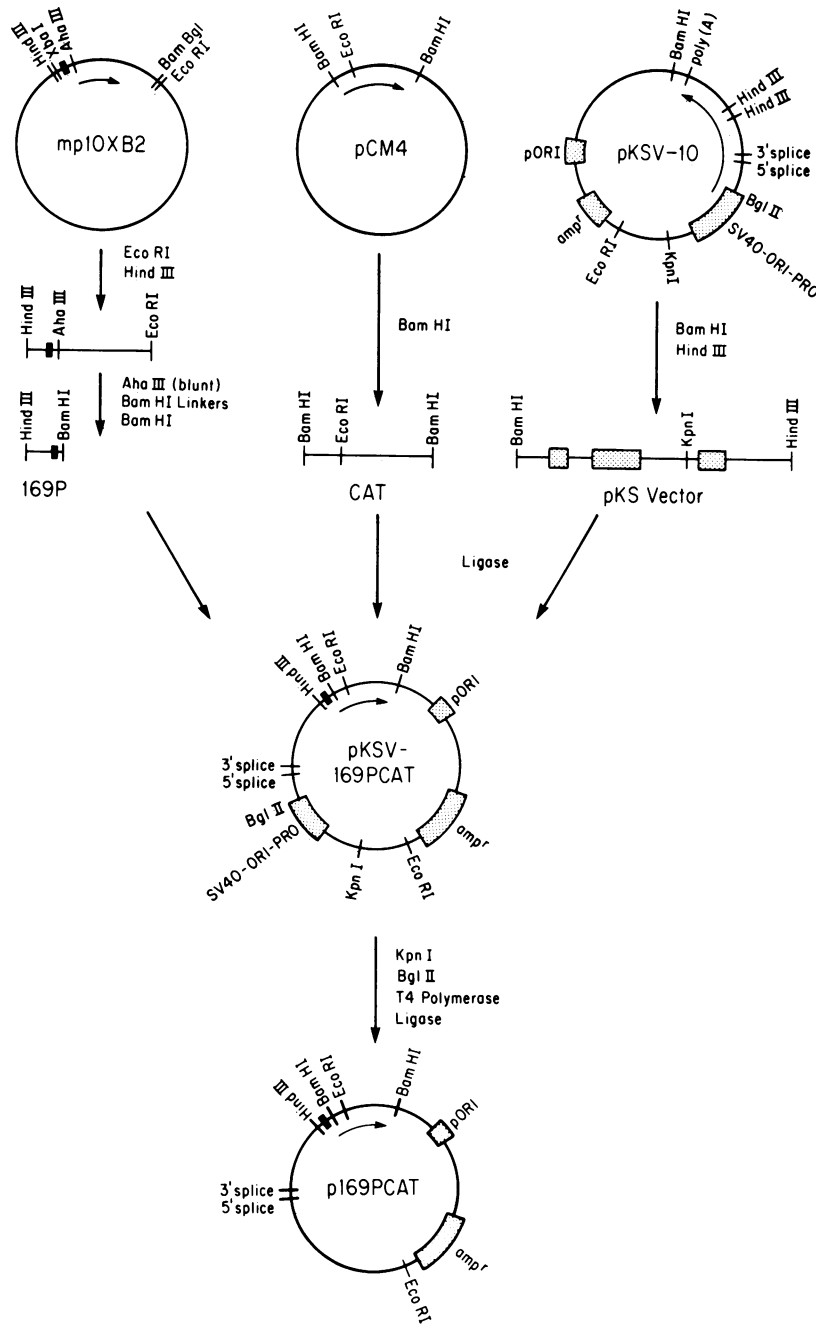 Hind III
Xba I
Aha III
Bam Bgl
Eco RI
mp10XB2
Bam HI
Eco RI
Bam HI
pCM4
Bam HI
poly(A)
Hind III
Hind III
3' splice
5' splice
Bgl II
SV40-ORI-PRO
KpnI
Eco RI
ampr
pORI
pKSV-10
Eco RI
Hind III
Hind III
Aha III
Eco RI
Aha III (blunt)
Bam HI Linkers
Bam HI
Hind III
Bam HI
169P
Bam HI
Bam HI
Eco RI
Bam HI
CAT
Bam HI
Hind III
Bam HI
KpnI
Hind III
pKS Vector
Ligase
Hind III
Bam HI
Eco RI
Bam HI
pORI
pKSV-
169PCAT
3' splice
5' splice
Bgl II
SV40-ORI-PRO
Kpn I
Eco RI
ampr
Kpn I
Bgl II
T4 Polymerase
Ligase
Hind III
Bam HI
Eco RI
Bam HI
pORI
p169PCAT
3' splice
5' splice
ampr
Eco RI